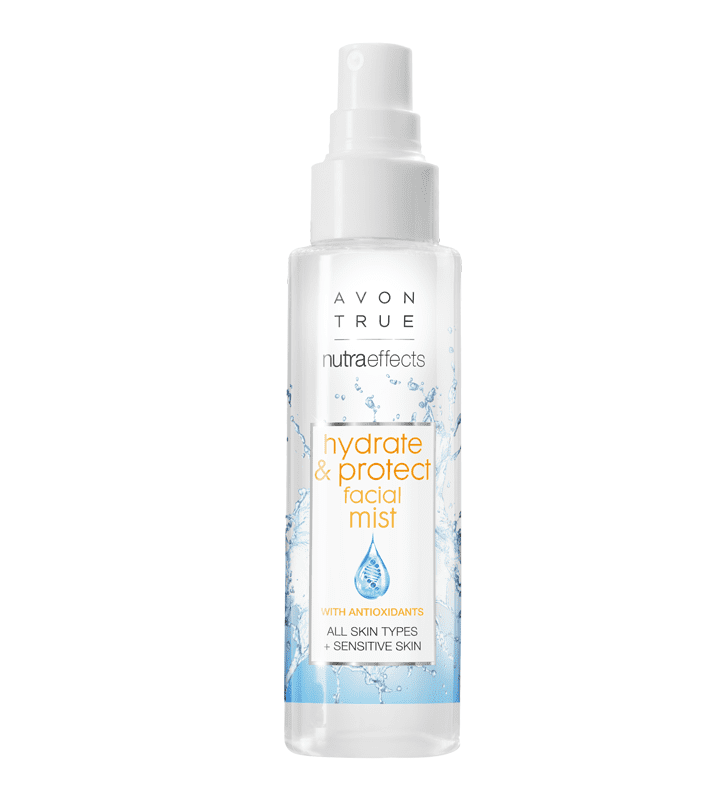 AVON
TRUE
nutraeffects
hydrate
& protect
facial
mist
WITH ANTIOXIDANTS
ALL SKIN TYPES
+ SENSITIVE SKIN